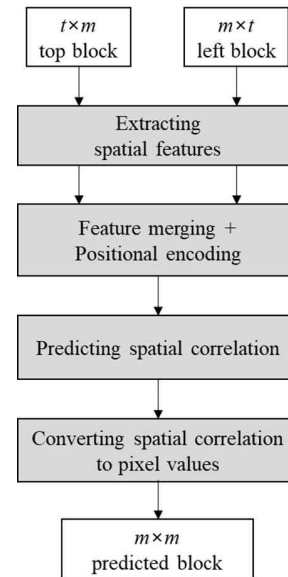 t×m
top block
m×t
left block
Extracting
spatial features
Feature merging +
Positional encoding
Predicting spatial correlation
Converting spatial correlation
to pixel values
m×m
predicted block